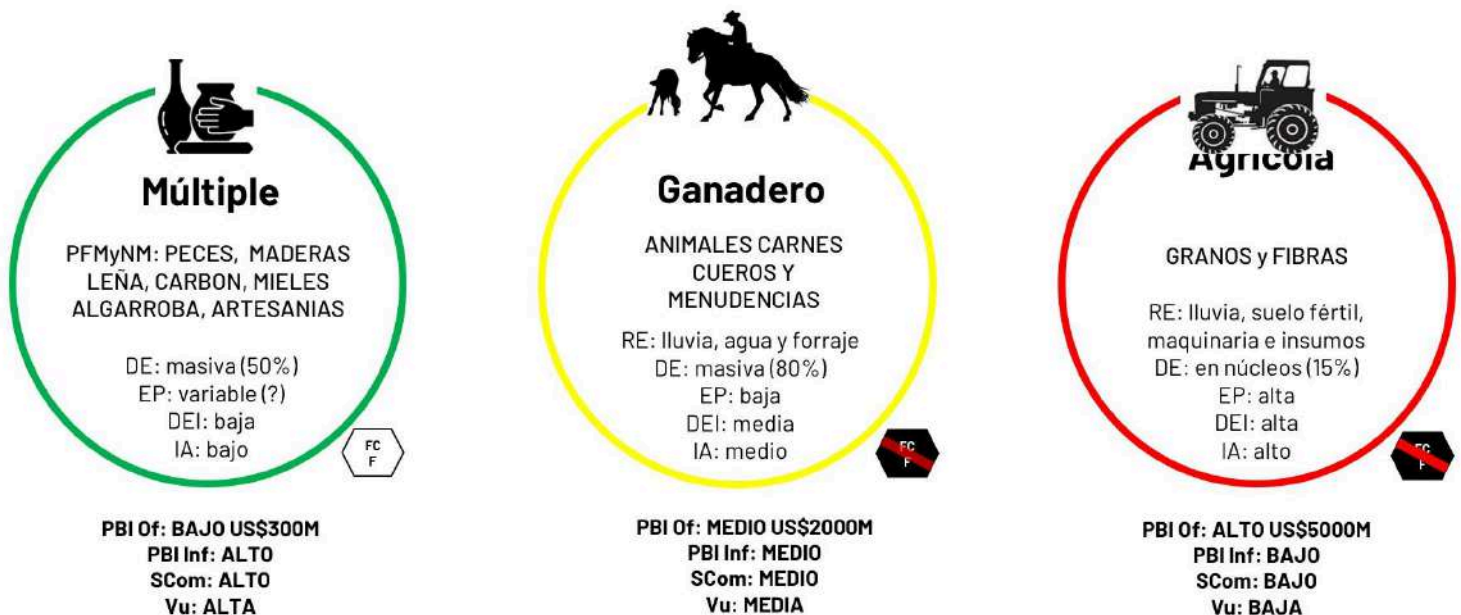 Múltiple
PFMyNM: PECES, MADERAS
LEÑA, CARBON, MIELES
ALGARROBA, ARTESANIAS
DE: masiva (50%)
EP: variable (?)
DEI: baja
IA: bajo
FC
F
PBI Of: BAJO US$300M
PBI Inf: ALTO
SCom: ALTO
Vu: ALTA
Ganadero
ANIMALES CARNES
CUEROS Y
MENUDENCIAS
RE: lluvia, agua y forraje
DE: masiva (80%)
EP: baja
DEI: media
IA: medio
FC
F
PBI Of: MEDIO US$2000M
PBI Inf: MEDIO
SCom: MEDIO
Vu: MEDIA
Agrícola
GRANOS y FIBRAS
RE: lluvia, suelo fértil,
maquinaria e insumos
DE: en núcleos (15%)
EP: alta
DEI: alta
IA: alto
FC
F
PBI Of: ALTO US$5000M
PBI Inf: BAJO
SCom: BAJO
Vu: BAJA